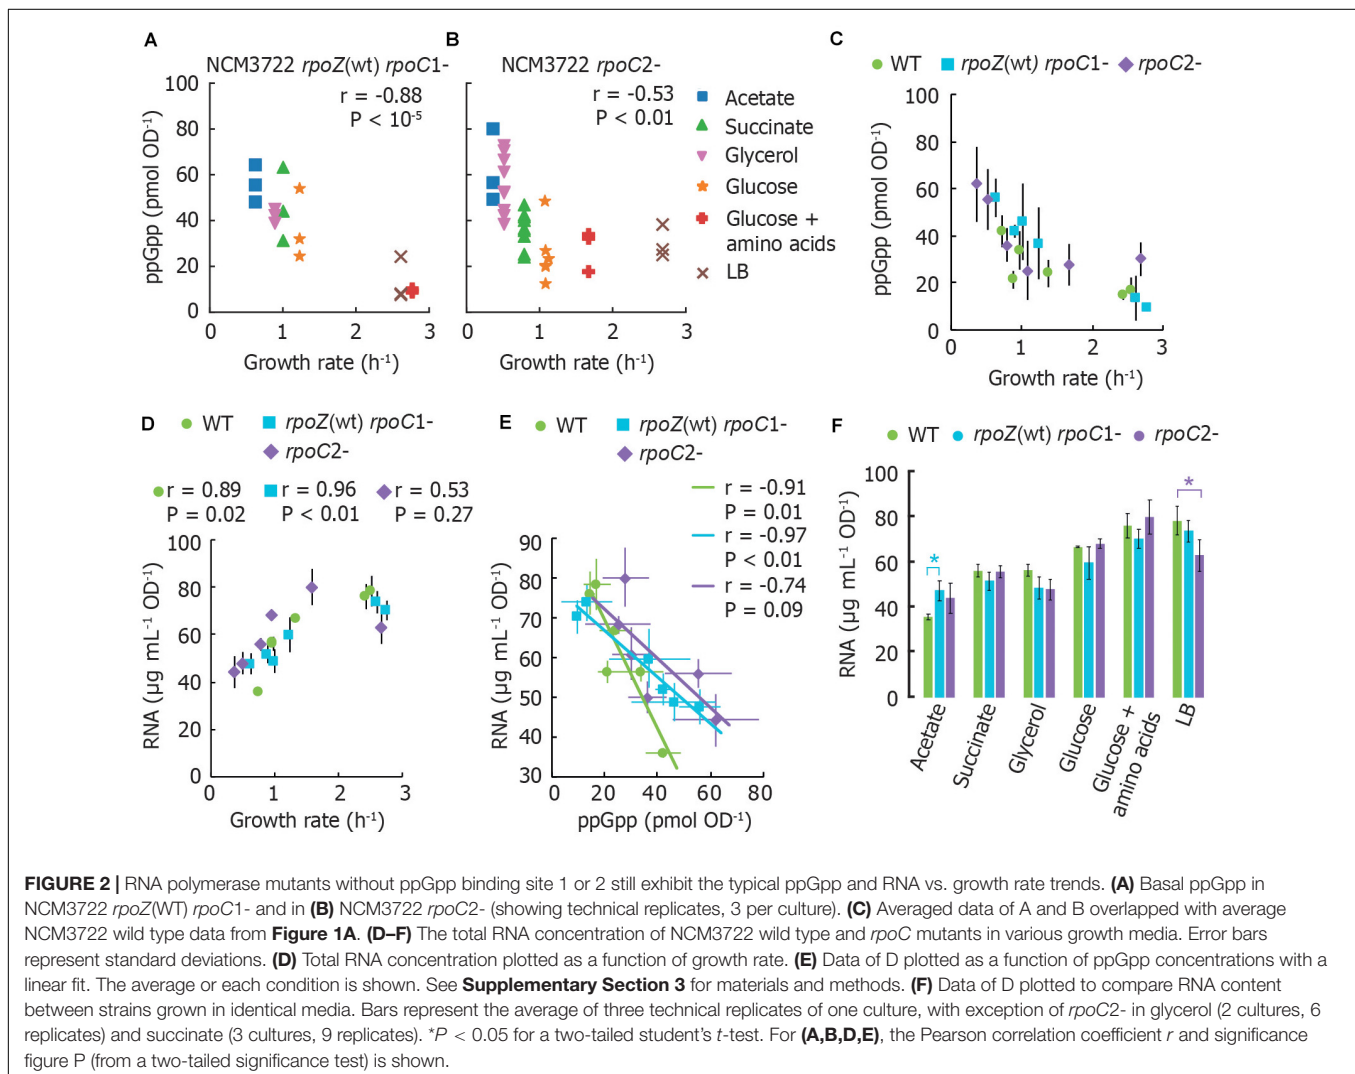 A
NCM3722 rpoZ(wt) rpoC1-
r = -0.88
P < 10-5
ppGpp (pmol OD-1)
100
80
60
40
20
0
0 1 2 3
Growth rate (h-1)
B
NCM3722 rpoC2-
r = -0.53
P < 0.01
0 1 2 3
Growth rate (h-1)
Acetate
Succinate
Glycerol
Glucose
Glucose +
amino acids
LB
C
WT rpoZ(wt) rpoC1- rpoC2-
ppGpp (pmol OD-1)
100
80
60
40
20
0
0 1 2 3
Growth rate (h-1)
D
WT rpoZ(wt) rpoC1-
rpoC2-
r = 0.89 r = 0.96 r = 0.53
P = 0.02 P < 0.01 P = 0.27
RNA (µg mL-1 OD-1)
100
80
60
40
20
0
0 1 2 3
Growth rate (h-1)
E
WT rpoZ(wt) rpoC1-
rpoC2-
r = -0.91
P = 0.01
r = -0.97
P < 0.01
r = -0.74
P = 0.09
RNA (µg mL-1 OD-1)
90
80
70
60
50
40
30
0 20 40 60 80
ppGpp (pmol OD-1)
F
WT rpoZ(wt) rpoC1- rpoC2-
RNA (µg mL-1 OD-1)
100
80
60
40
20
0
*
*
Acetate
Succinate
Glycerol
Glucose
Glucose +
amino acids
LB
FIGURE 2 | RNA polymerase mutants without ppGpp binding site 1 or 2 still exhibit the typical ppGpp and RNA vs. growth rate trends. (A) Basal ppGpp in
NCM3722 rpoZ(WT) rpoC1- and in (B) NCM3722 rpoC2- (showing technical replicates, 3 per culture). (C) Averaged data of A and B overlapped with average
NCM3722 wild type data from Figure 1A. (D–F) The total RNA concentration of NCM3722 wild type and rpoC mutants in various growth media. Error bars
represent standard deviations. (D) Total RNA concentration plotted as a function of growth rate. (E) Data of D plotted as a function of ppGpp concentrations with a
linear fit. The average or each condition is shown. See Supplementary Section 3 for materials and methods. (F) Data of D plotted to compare RNA content
between strains grown in identical media. Bars represent the average of three technical replicates of one culture, with exception of rpoC2- in glycerol (2 cultures, 6
replicates) and succinate (3 cultures, 9 replicates). *P < 0.05 for a two-tailed student's t-test. For (A,B,D,E), the Pearson correlation coefficient r and significance
figure P (from a two-tailed significance test) is shown.